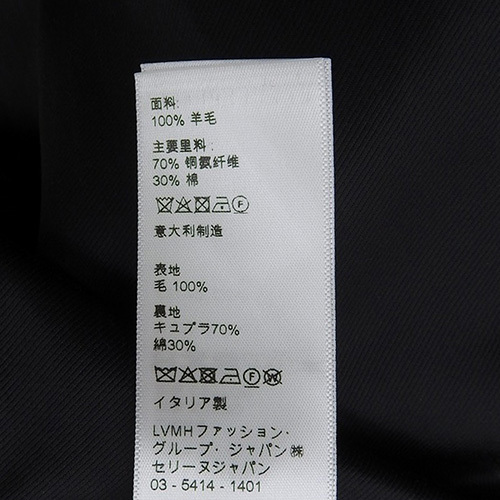 面料:
100% 羊毛
主要里料:
70% 铜氨纤维
30% 棉
意大利制造
表地
毛 100%
裏地
キュプラ70%
綿30%
イタリア製
LVMHファッション・
グループ・ジャパン㈱
セリーヌジャパン
03 - 5414 - 1401